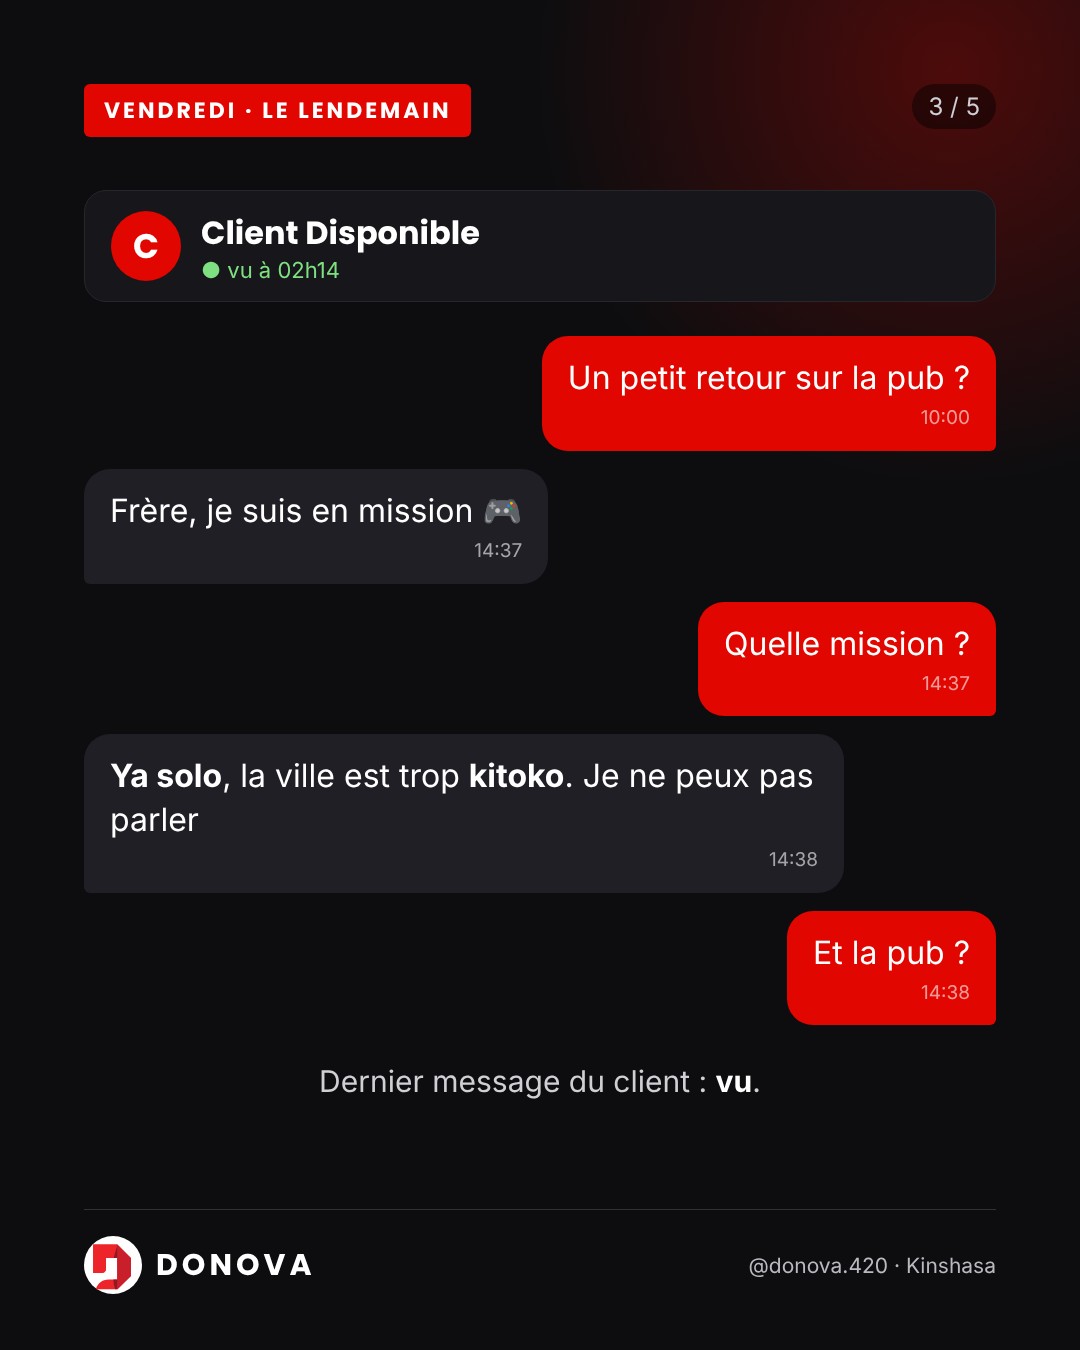 VENDREDI · LE LENDEMAIN
3 / 5
C
Client Disponible
vu à 02h14
Un petit retour sur la pub ?
10:00
Frère, je suis en mission 🎮
14:37
Quelle mission ?
14:37
Ya solo, la ville est trop kitoko. Je ne peux pas
parler
14:38
Et la pub ?
14:38
Dernier message du client : vu.
DONOVA
@donova.420 · Kinshasa